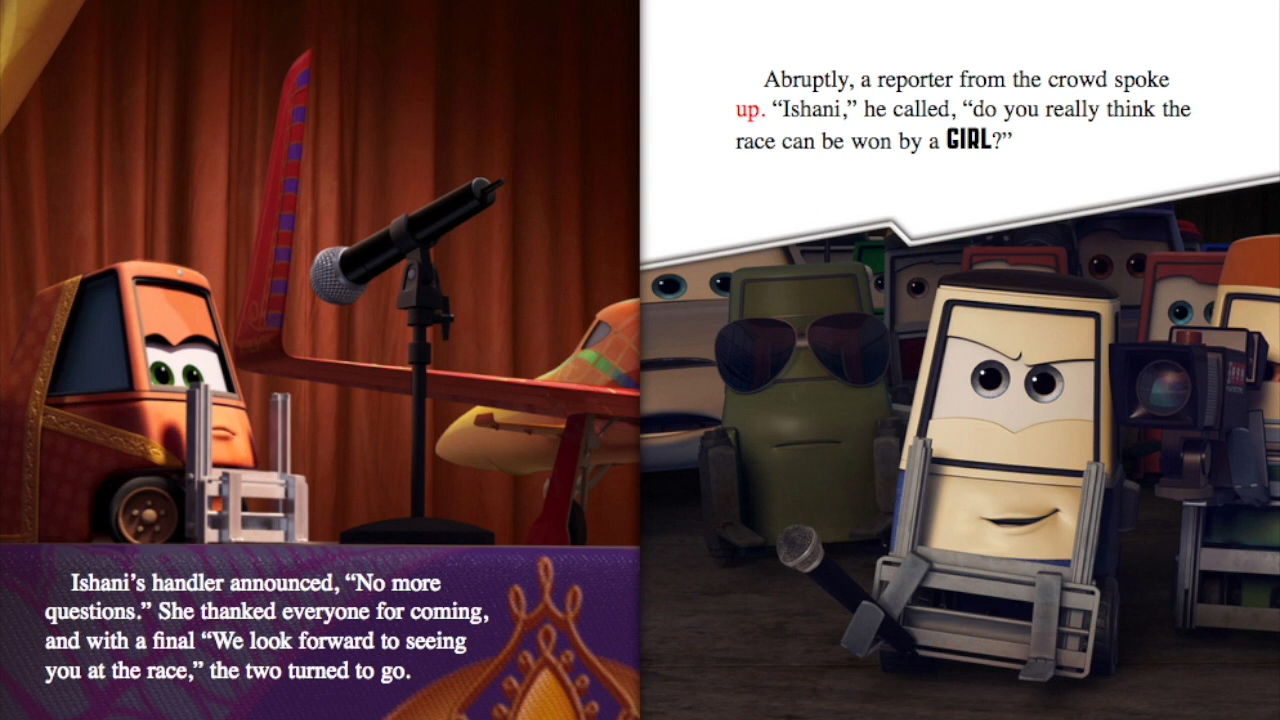 Ishani’s handler announced, “No more
questions.” She thanked everyone for coming,
and with a final “We look forward to seeing
you at the race,” the two turned to go.
Abruptly, a reporter from the crowd spoke
up. “Ishani,” he called, “do you really think the
race can be won by a GIRL?”